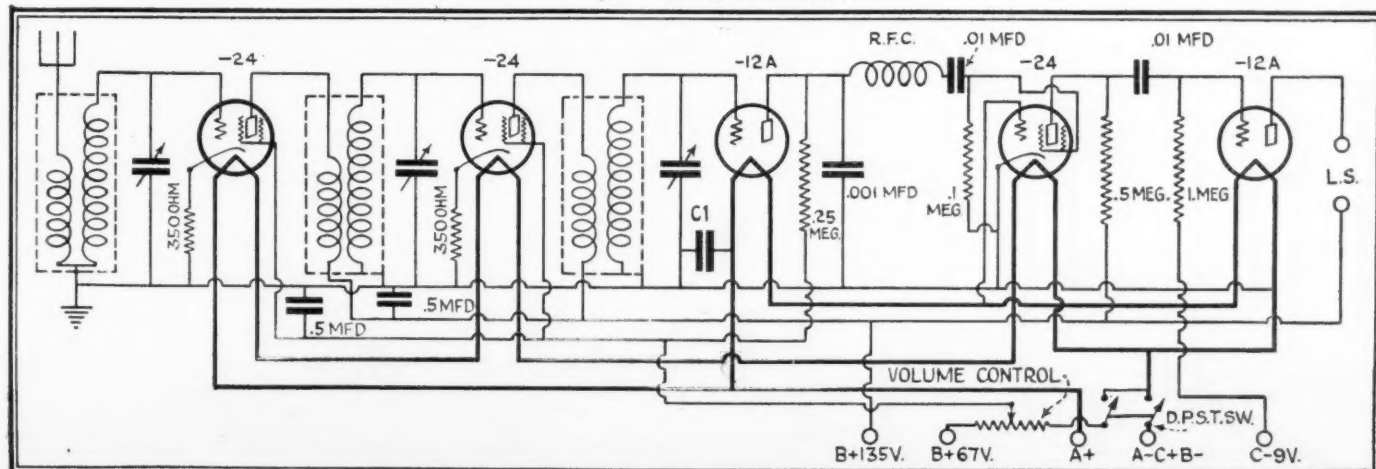 -24
-24
-12A
R.F.C.
.01 MFD
-24
.01 MFD
-12A
350 OHM
350 OHM
C1
.25
MEG.
.001 MFD
.1
MEG.
.5 MEG.
1. MEG
L.S.
.5 MFD
.5 MFD
VOLUME CONTROL
D.P.S.T. SW.
B+135V.
B+67V.
A+
A-C+B-
C-9V.